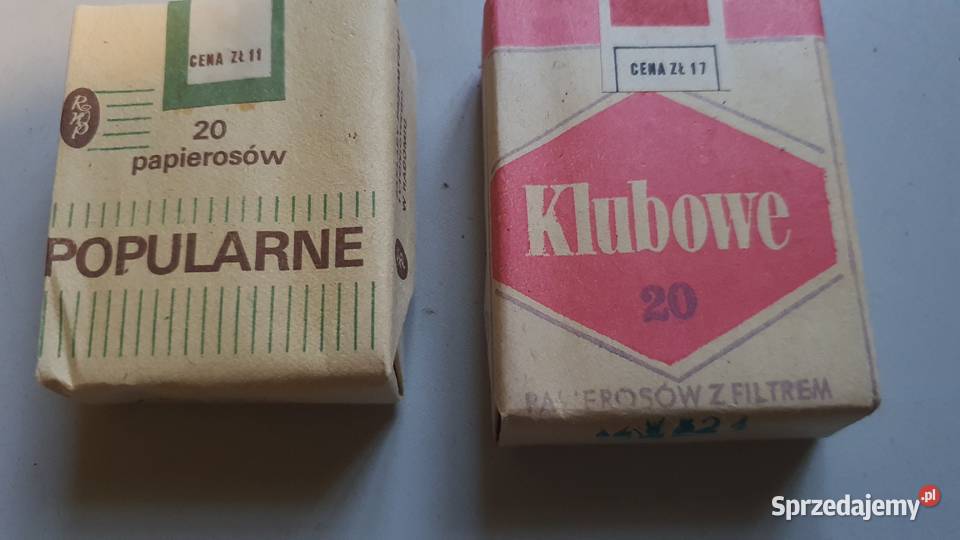 CENA ZŁ 11
20
papierosów
POPULARNE
CENA ZŁ 17
Klubowe
20
PAPIEROSÓW Z FILTREM
Sprzedajemy.pl